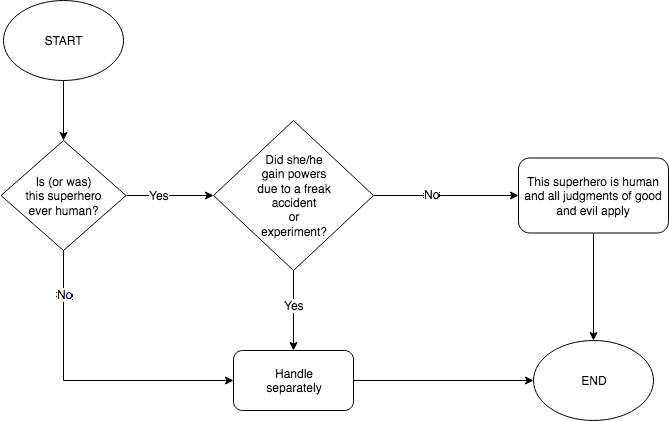 START
Is (or was)
this superhero
ever human?
Yes
Did she/he
gain powers
due to a freak
accident
or
experiment?
No
This superhero is human
and all judgments of good
and evil apply
No
Yes
Handle
separately
END